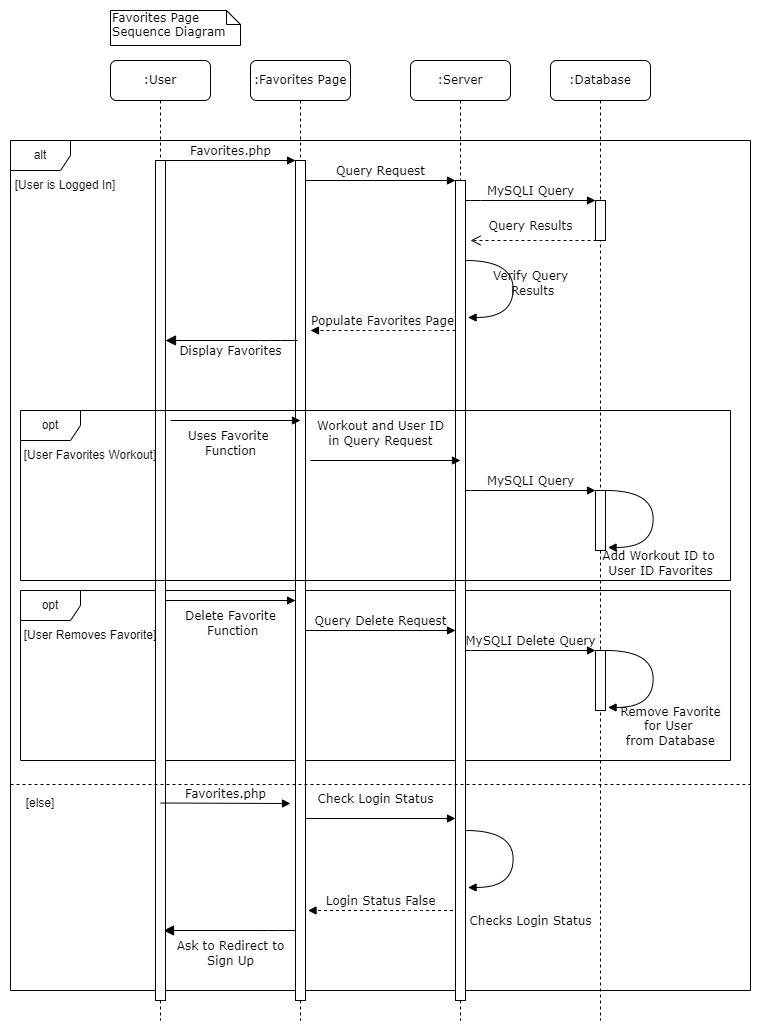 Favorites Page
Sequence Diagram
:User
:Favorites Page
:Server
:Database
alt
Favorites.php
[User is Logged In]
Query Request
MySQLI Query
Query Results
Verify Query
Results
Populate Favorites Page
Display Favorites
opt
[User Favorites Workout]
Uses Favorite
Function
Workout and User ID
in Query Request
MySQLI Query
Add Workout ID to
User ID Favorites
opt
[User Removes Favorite]
Delete Favorite
Function
Query Delete Request
MySQLI Delete Query
Remove Favorite
for User
from Database
[else]
Favorites.php
Check Login Status
Login Status False
Checks Login Status
Ask to Redirect to
Sign Up